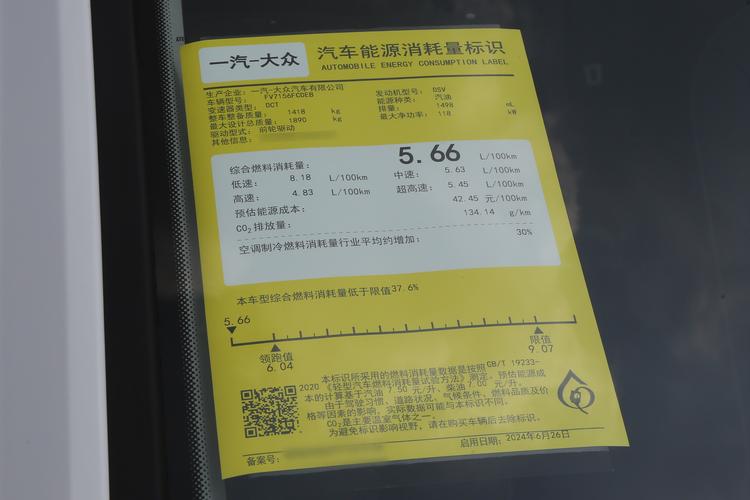 一汽-大众 汽车能源消耗量标识
AUTOMOBILE ENERGY CONSUMPTION LABEL
生产企业: 一汽-大众汽车有限公司
车辆型号: FV7156FCDEB 发动机型号: DSV
变速器类型: DCT 能源种类: 汽油
整车整备质量: 1418 kg 排量: 1498 mL
最大设计总质量: 1890 kg 最大净功率: 118 kW
驱动型式: 前轮驱动
其他信息:
综合燃料消耗量: 5.66 L/100km
低速: 8.18 L/100km 中速: 5.63 L/100km
高速: 4.83 L/100km 超高速: 5.45 L/100km
预估能源成本: 42.45 元/100km
CO₂排放量: 134.14 g/km
空调制冷燃料消耗量行业平均约增加: 30%
本车型综合燃料消耗量低于限值37.6%
5.66
领跑值 限值
6.04 9.07
本标识所采用的燃料消耗量数据是按照GB/T 19233-
2020《轻型汽车燃料消耗量试验方法》测定。预估能源成
本的计算基于汽油 7.50 元/升、柴油 7.00 元/升。
由于驾驶习惯、道路状况、气候条件、燃料品质及价
格等因素的影响，实际数据可能与本标识不同。
CO₂是主要温室气体之一。
为避免标识影响视野，请在购买车辆后去除标识。
备案号: 启用日期: 2024年6月26日